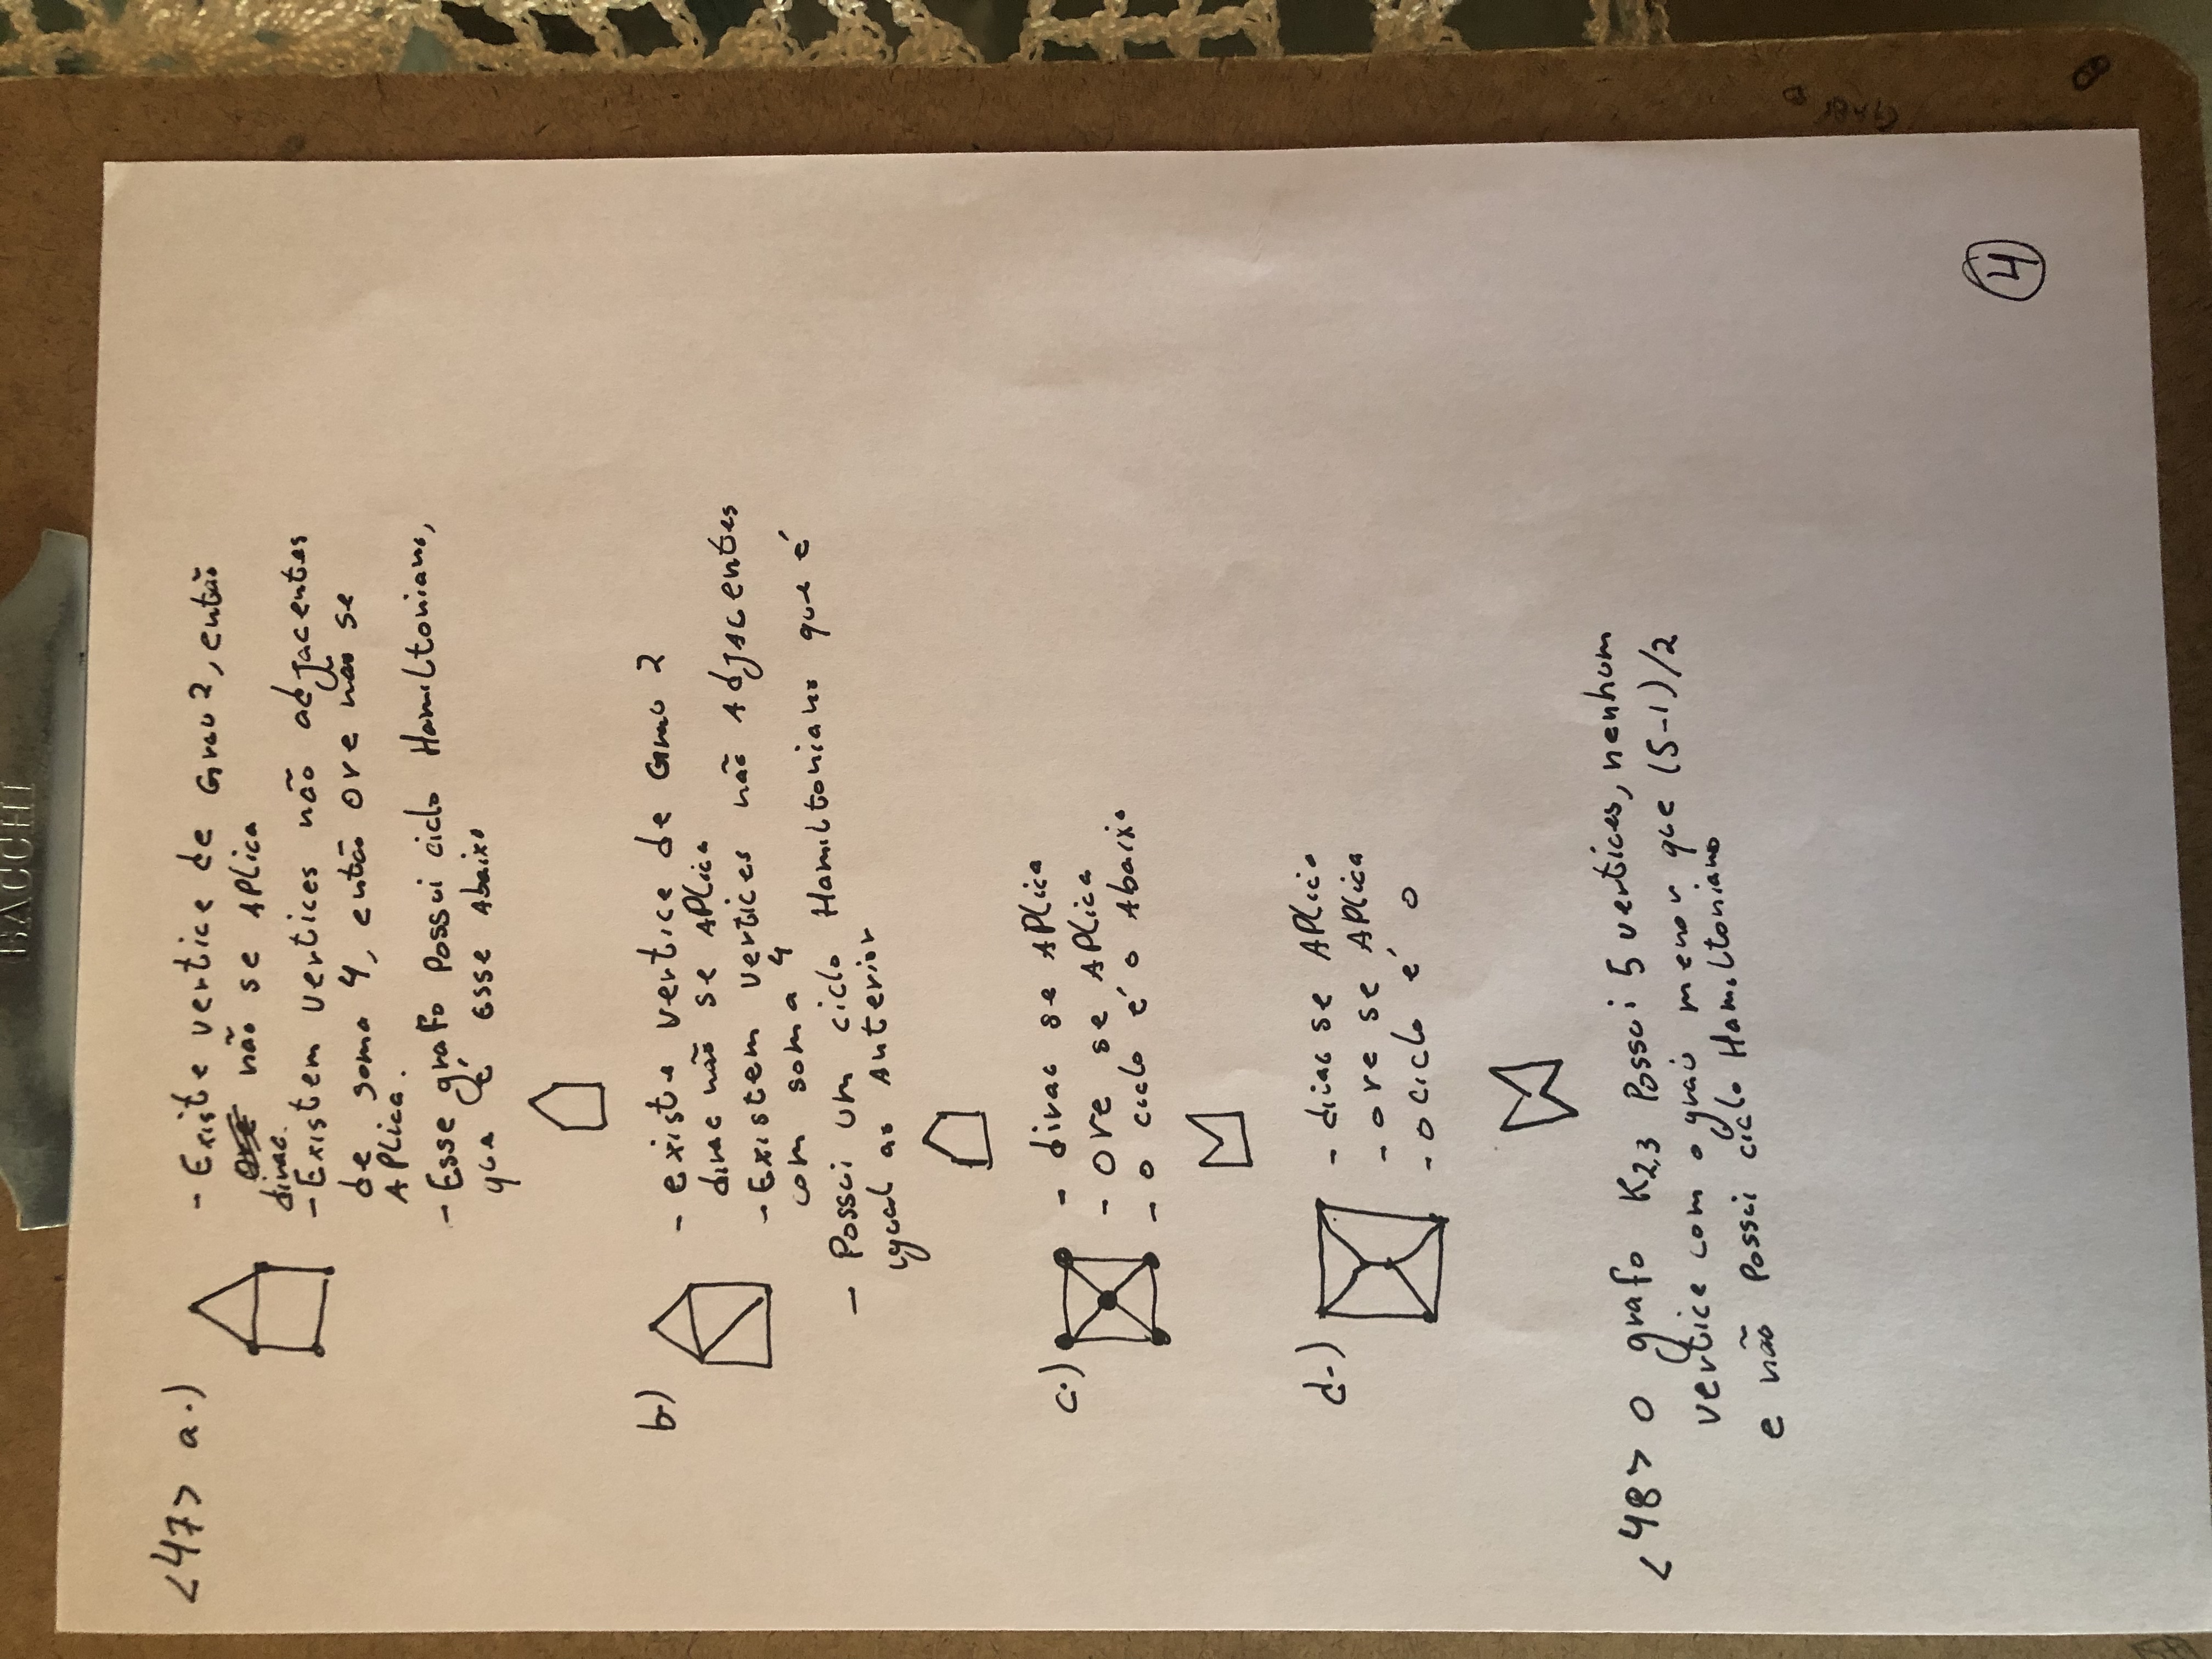 BACCHI
<47> a.)
- Existe vertice de Grau 2, então
não se APlica
dirac.
- Existem vertices não adjacentes
de soma 4, então Ore não se
APlica.
- Esse grafo Possui ciclo Hamiltoniano,
que é esse Abaixo
b)
- existe vertice de Grau 2
dirac não se APlica
- Existem vertices não AdJAcentes
com soma 4
- Possui um ciclo Hamiltoniano que é
igual ao Anterior
c.)
- dirac se APlica
- Ore se APlica
- o ciclo é o Abaixo
d.)
- dirac se APlica
- ore se APlica
- o ciclo é o
<48> O grafo K2,3 Possui 5 vertices, nenhum
vertice com o grau menor que (5-1)/2
e não Possui ciclo Hamiltoniano
4